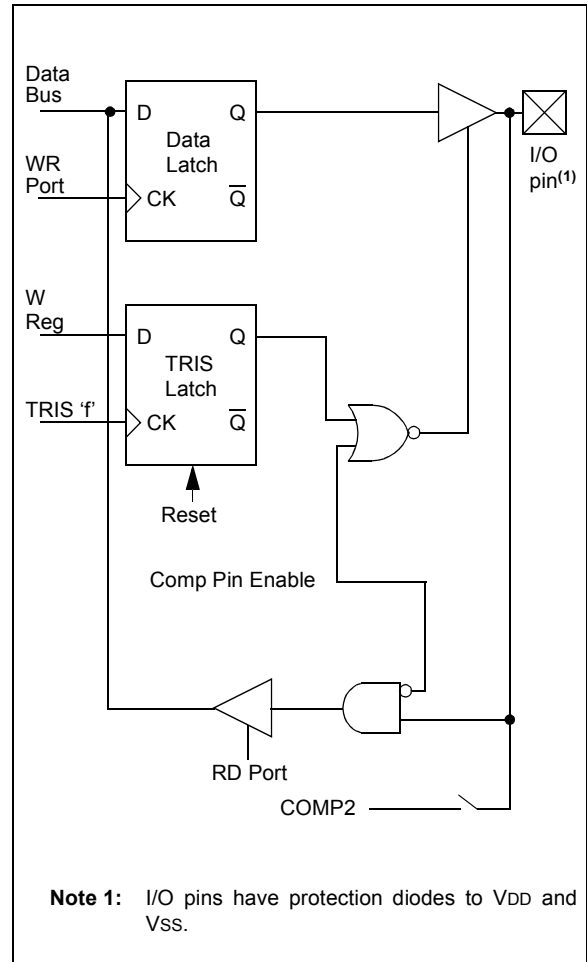 Data
Bus
D Q
Data
Latch
WR
Port
CK Q
I/O
pin(1)
W
Reg
D Q
TRIS
Latch
TRIS ‘f’
CK Q
Reset
Comp Pin Enable
RD Port
COMP2
Note 1: I/O pins have protection diodes to VDD and
VSS.